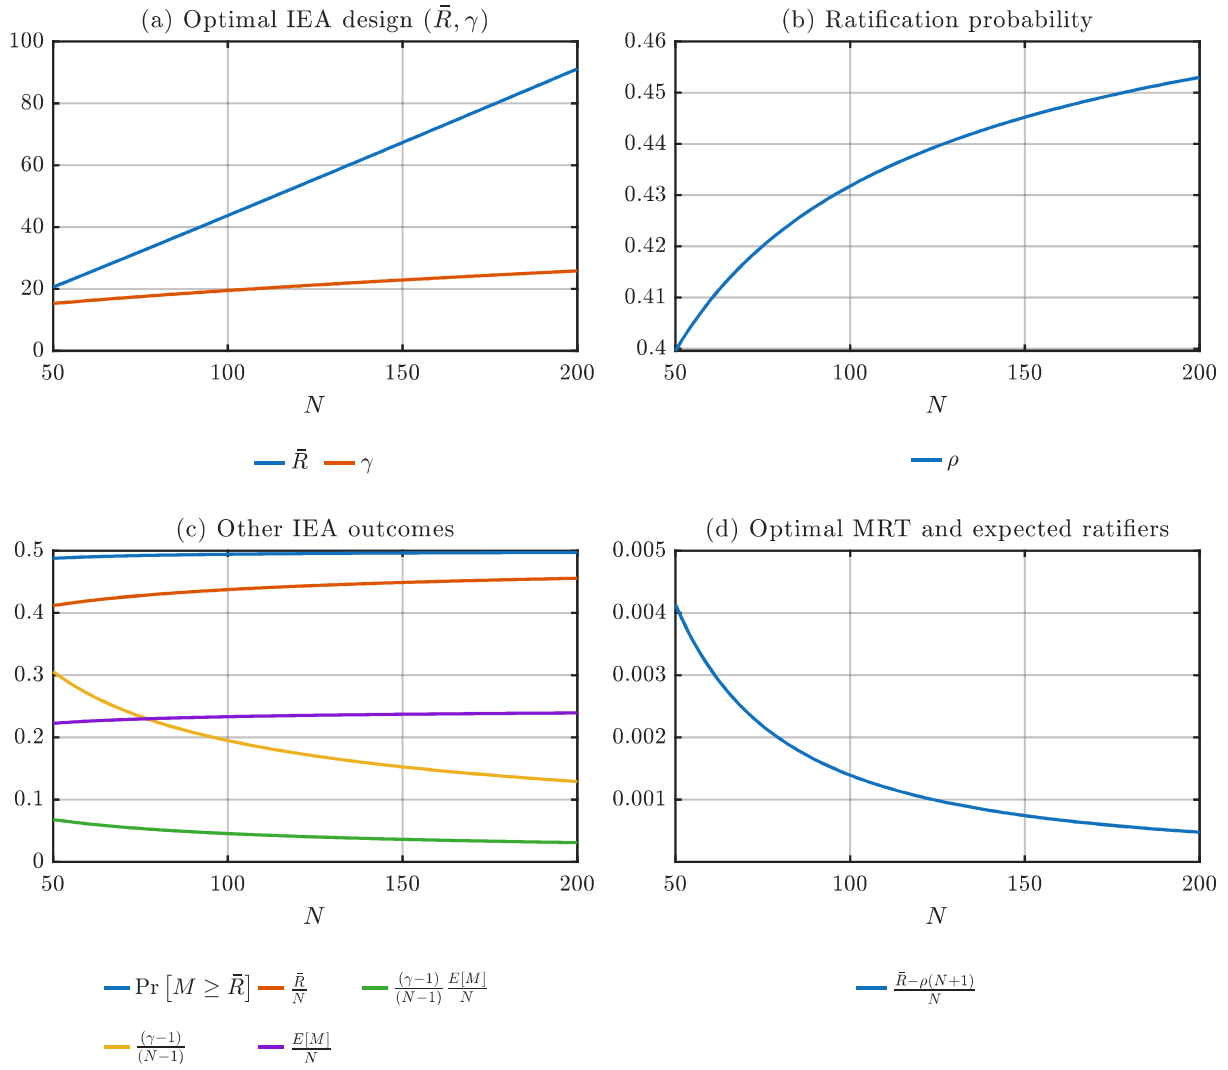 (a) Optimal IEA design (R̄, γ)
100
80
60
40
20
0
50 100 150 200
N
R̄ γ
(b) Ratification probability
0.46
0.45
0.44
0.43
0.42
0.41
0.4
50 100 150 200
N
ρ
(c) Other IEA outcomes
0.5
0.4
0.3
0.2
0.1
0
50 100 150 200
N
Pr [M ≥ R̄] R̄/N (γ−1)/(N−1) E[M]/N
(γ−1)/(N−1) E[M]/N
(d) Optimal MRT and expected ratifiers
0.005
0.004
0.003
0.002
0.001
50 100 150 200
N
R̄−ρ(N+1)/N